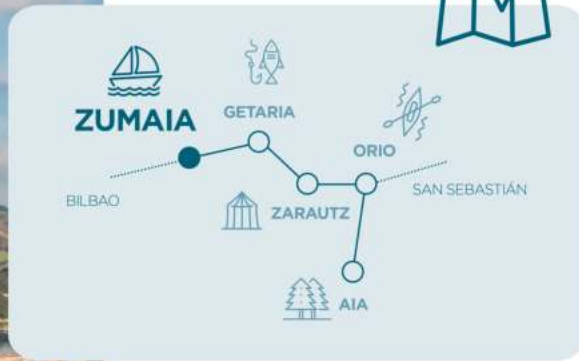 ZUMAIA
GETARIA
ORIO
BILBAO
ZARAUTZ
SAN SEBASTIÁN
AIA